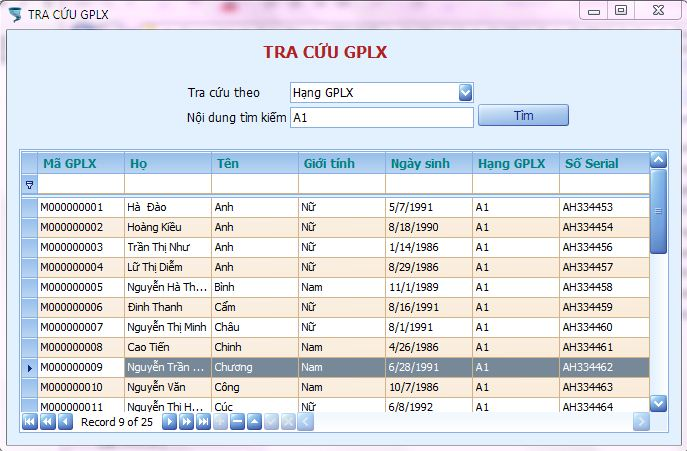 TRA CỨU GPLX
TRA CỨU GPLX
Tra cứu theo Hạng GPLX
Nội dung tìm kiếm A1 Tìm
Mã GPLX Họ Tên Giới tính Ngày sinh Hạng GPLX Số Serial
M000000001 Hà Đào Anh Nữ 5/7/1991 A1 AH334453
M000000002 Hoàng Kiều Anh Nữ 8/18/1990 A1 AH334454
M000000003 Trần Thị Như Anh Nữ 1/14/1986 A1 AH334456
M000000004 Lữ Thị Diễm Anh Nữ 8/29/1986 A1 AH334457
M000000005 Nguyễn Hà Th... Bình Nam 11/1/1989 A1 AH334458
M000000006 Đinh Thanh Cẩm Nữ 8/16/1991 A1 AH334459
M000000007 Nguyễn Thị Minh Châu Nữ 8/1/1991 A1 AH334460
M000000008 Cao Tiến Chinh Nam 4/26/1986 A1 AH334461
M000000009 Nguyễn Trần ... Chương Nam 6/28/1991 A1 AH334462
M000000010 Nguyễn Văn Công Nam 10/7/1986 A1 AH334463
M000000011 Nguyễn Thị H... Cúc Nữ 6/8/1992 A1 AH334464
Record 9 of 25